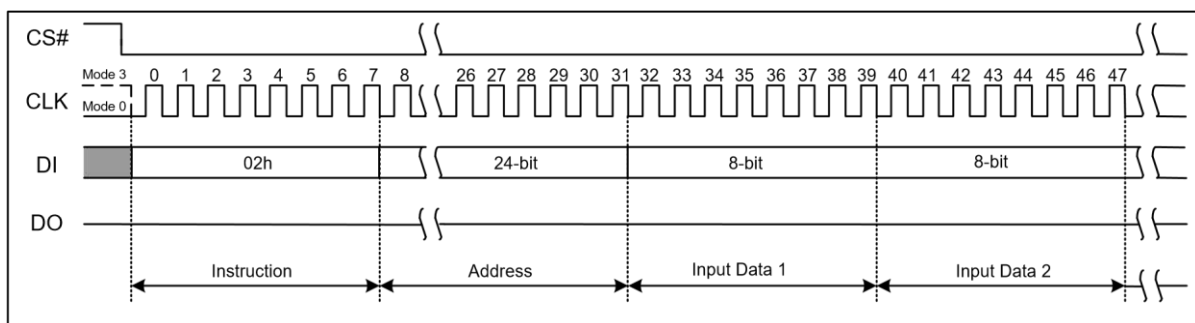 CS#
Mode 3 0 1 2 3 4 5 6 7 8 26 27 28 29 30 31 32 33 34 35 36 37 38 39 40 41 42 43 44 45 46 47
CLK
Mode 0
DI 02h 24-bit 8-bit 8-bit
DO
Instruction Address Input Data 1 Input Data 2